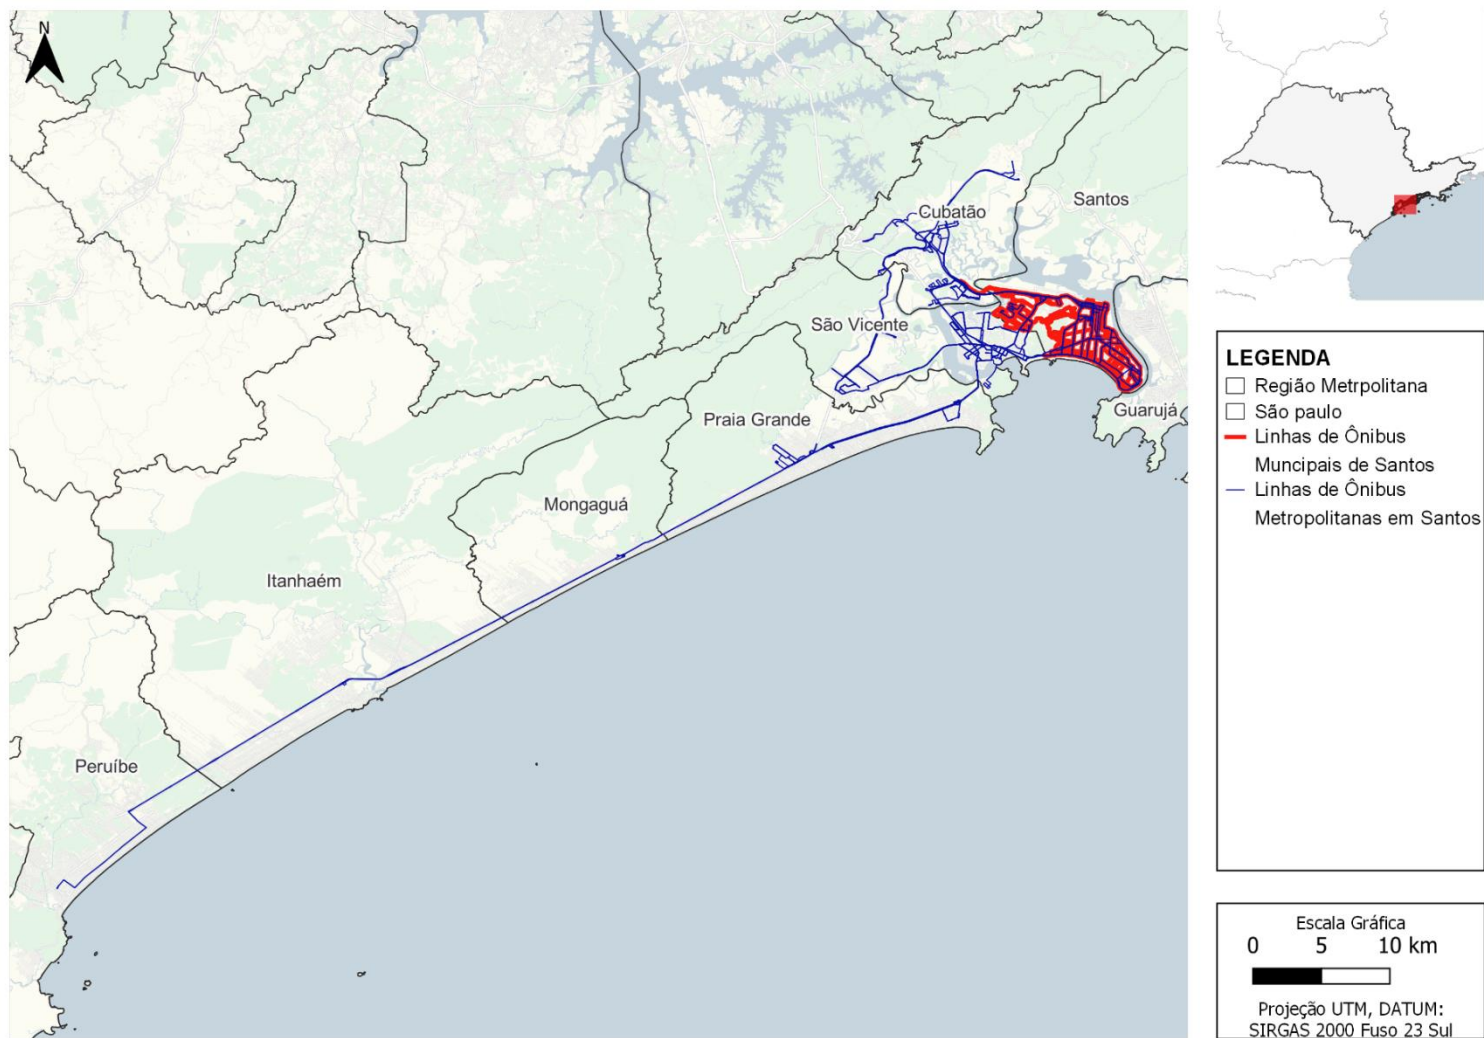 N
Cubatão
Santos
São Vicente
Guarujá
Praia Grande
Mongaguá
Itanhaém
Peruíbe
LEGENDA
Região Metrpolitana
São paulo
Linhas de Ônibus
Muncipais de Santos
Linhas de Ônibus
Metropolitanas em Santos
Escala Gráfica
0 5 10 km
Projeção UTM, DATUM:
SIRGAS 2000 Fuso 23 Sul